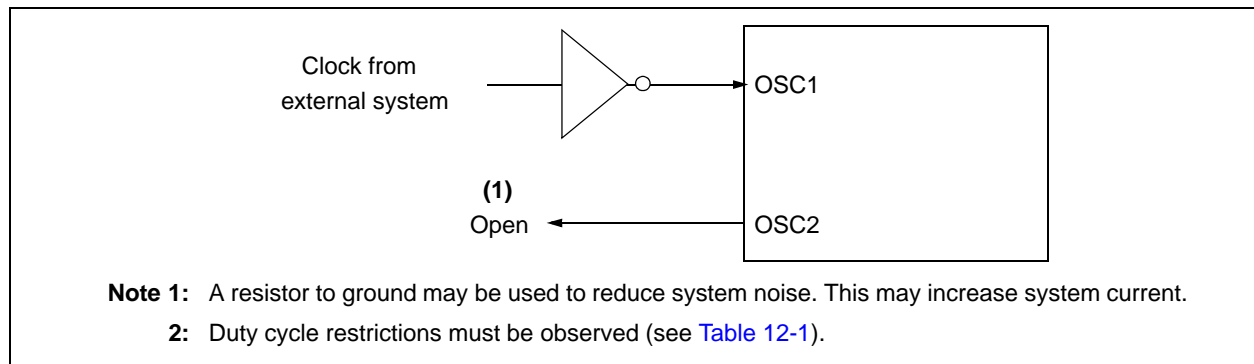 Clock from
external system
OSC1
(1)
Open
OSC2
Note 1: A resistor to ground may be used to reduce system noise. This may increase system current.
2: Duty cycle restrictions must be observed (see Table 12-1).